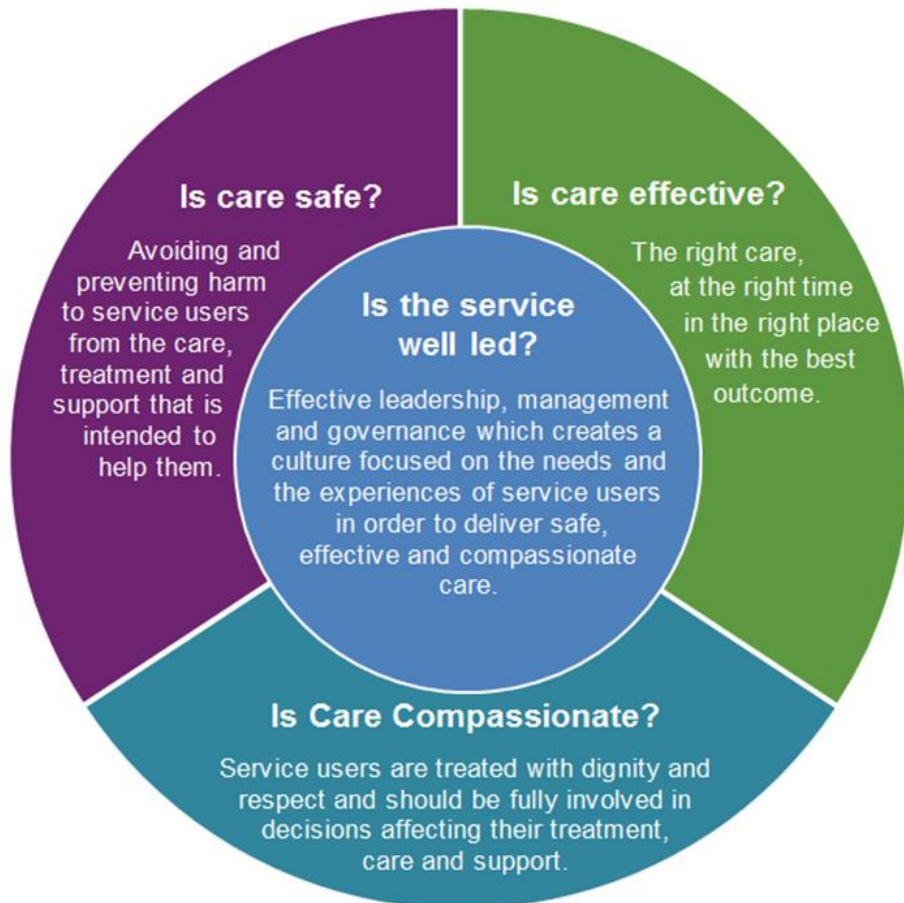 Is care safe?
Avoiding and
preventing harm
to service users
from the care,
treatment and
support that is
intended to
help them.
Is care effective?
The right care,
at the right time
in the right place
with the best
outcome.
Is the service
well led?
Effective leadership, management
and governance which creates a
culture focused on the needs and
the experiences of service users
in order to deliver safe,
effective and compassionate
care.
Is Care Compassionate?
Service users are treated with dignity and
respect and should be fully involved in
decisions affecting their treatment,
care and support.